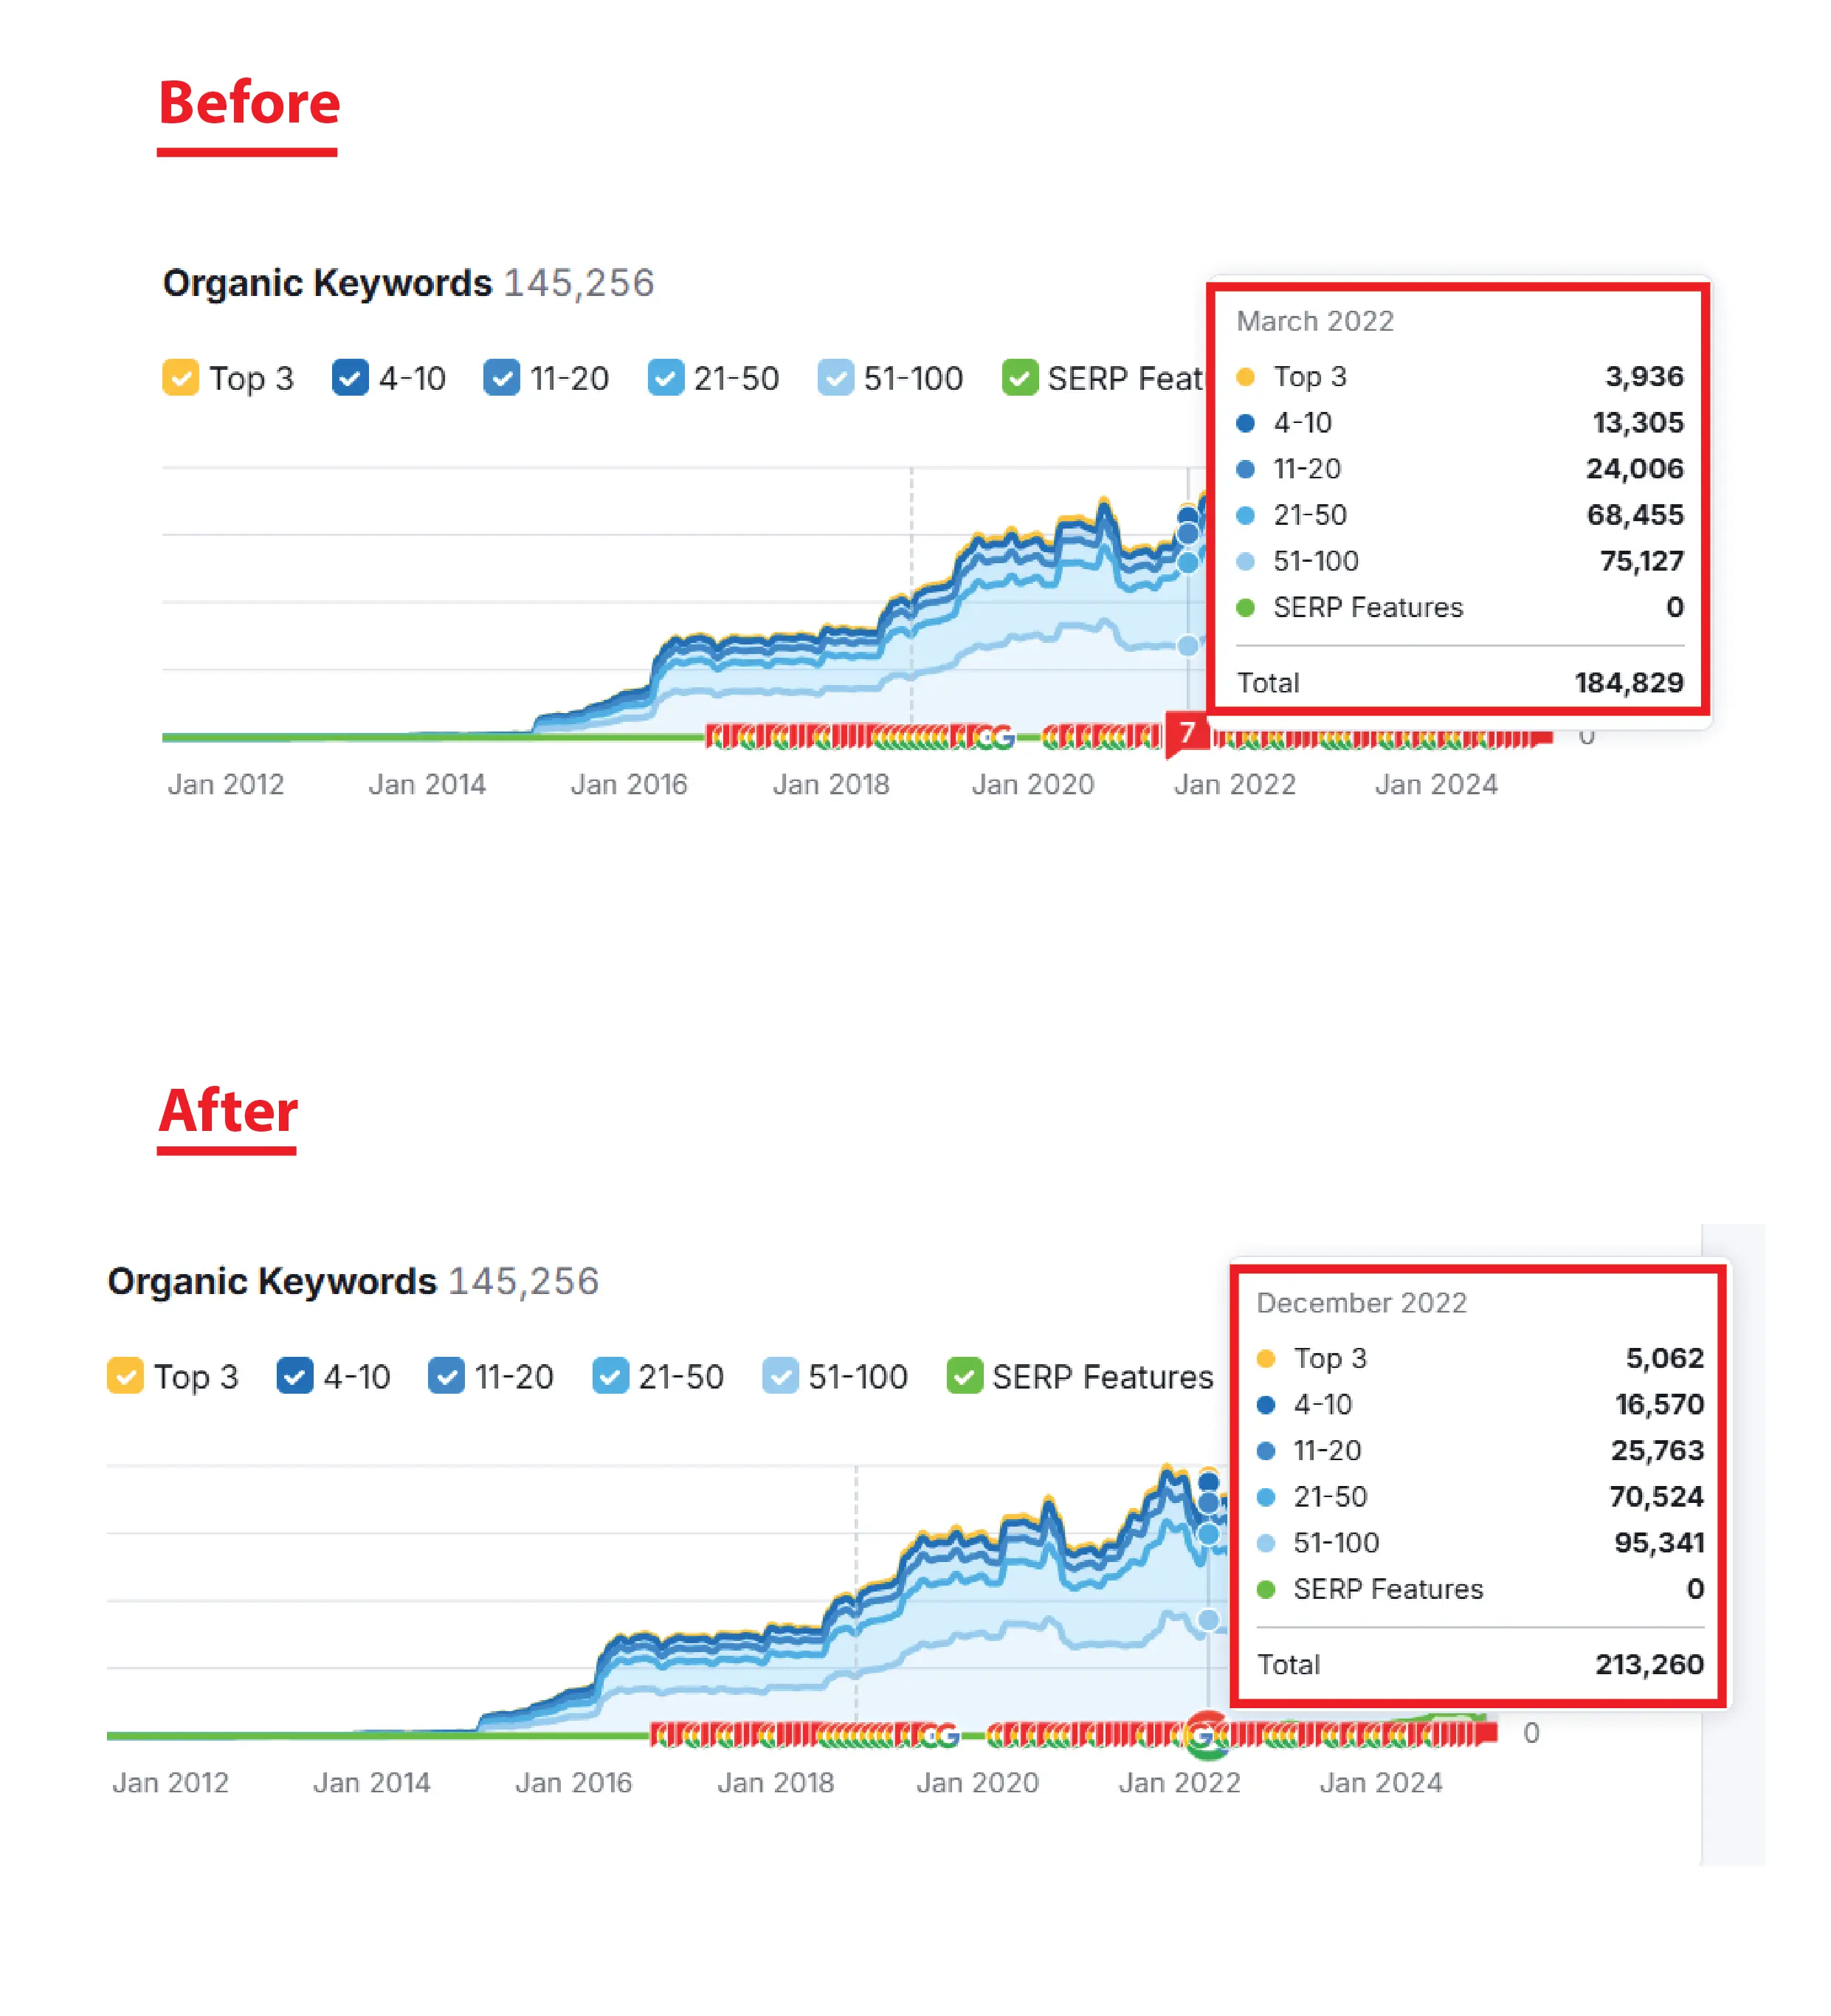 Before
Organic Keywords 145,256
Top 3 4-10 11-20 21-50 51-100 SERP Feat
March 2022
Top 3 3,936
4-10 13,305
11-20 24,006
21-50 68,455
51-100 75,127
SERP Features 0
Total 184,829
7
0
Jan 2012 Jan 2014 Jan 2016 Jan 2018 Jan 2020 Jan 2022 Jan 2024
After
Organic Keywords 145,256
Top 3 4-10 11-20 21-50 51-100 SERP Features
December 2022
Top 3 5,062
4-10 16,570
11-20 25,763
21-50 70,524
51-100 95,341
SERP Features 0
Total 213,260
G
0
Jan 2012 Jan 2014 Jan 2016 Jan 2018 Jan 2020 Jan 2022 Jan 2024